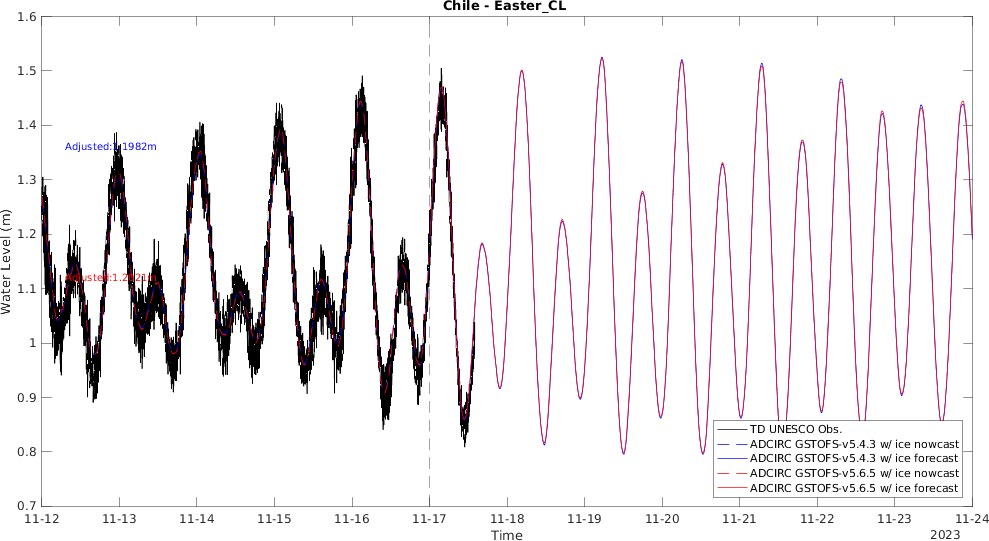 Chile - Easter_CL
1.6
1.5
1.4
1.3
1.2
1.1
1
0.9
0.8
0.7
Water Level (m)
Adjusted:1.1982m
TD UNESCO Obs.
ADCIRC GSTOFS-v5.4.3 w/ ice nowcast
ADCIRC GSTOFS-v5.4.3 w/ ice forecast
ADCIRC GSTOFS-v5.6.5 w/ ice nowcast
ADCIRC GSTOFS-v5.6.5 w/ ice forecast
11-12 11-13 11-14 11-15 11-16 11-17 11-18 11-19 11-20 11-21 11-22 11-23 11-24
Time
2023